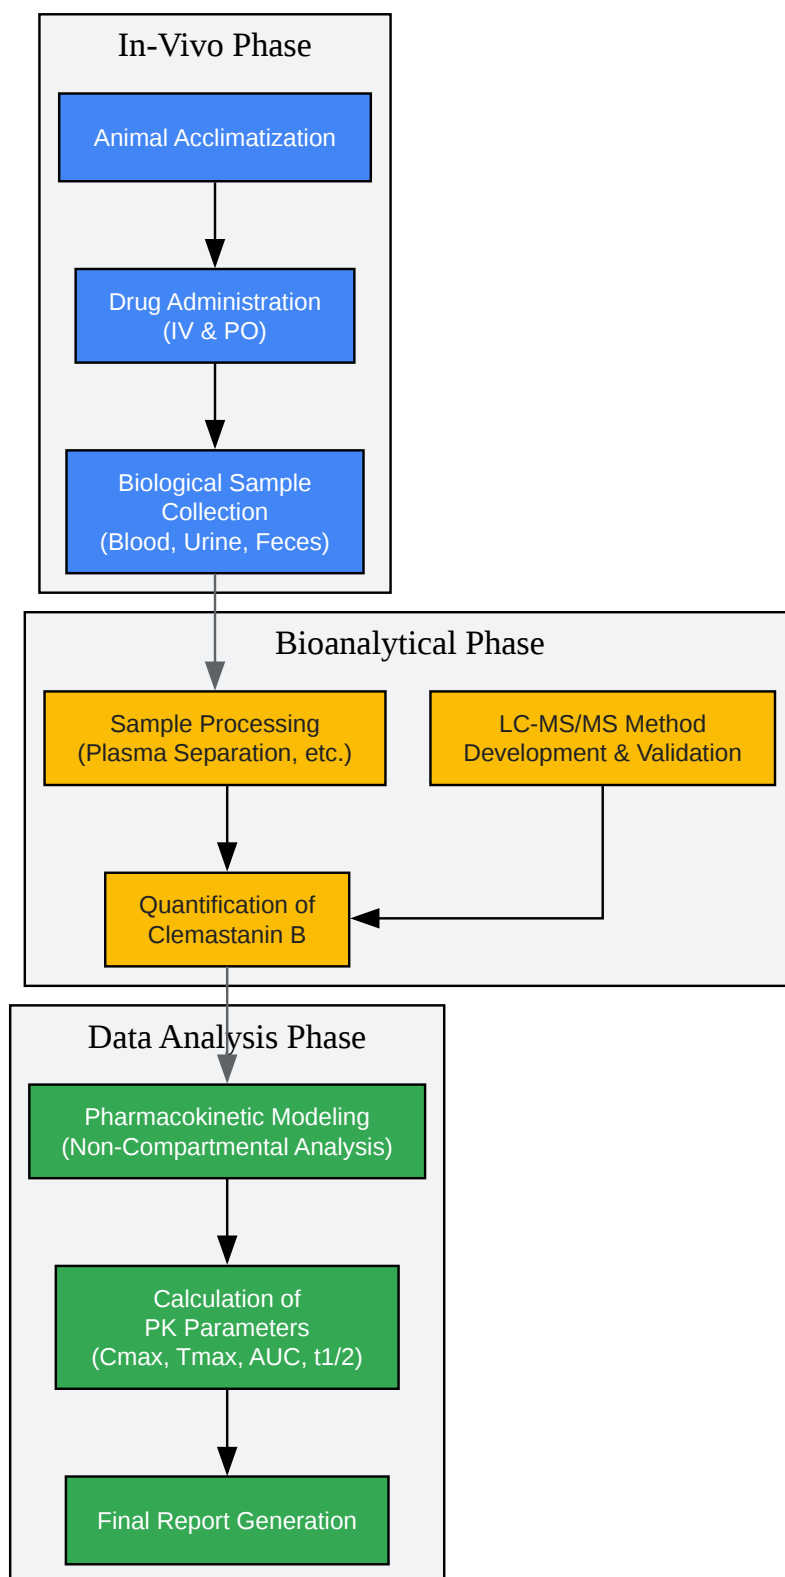 In-Vivo Phase
Animal Acclimatization
Drug Administration
(IV & PO)
Biological Sample
Collection
(Blood, Urine, Feces)
Bioanalytical Phase
Sample Processing
(Plasma Separation, etc.)
LC-MS/MS Method
Development & Validation
Quantification of
Clemastanin B
Data Analysis Phase
Pharmacokinetic Modeling
(Non-Compartmental Analysis)
Calculation of
PK Parameters
(Cmax, Tmax, AUC, t1/2)
Final Report Generation